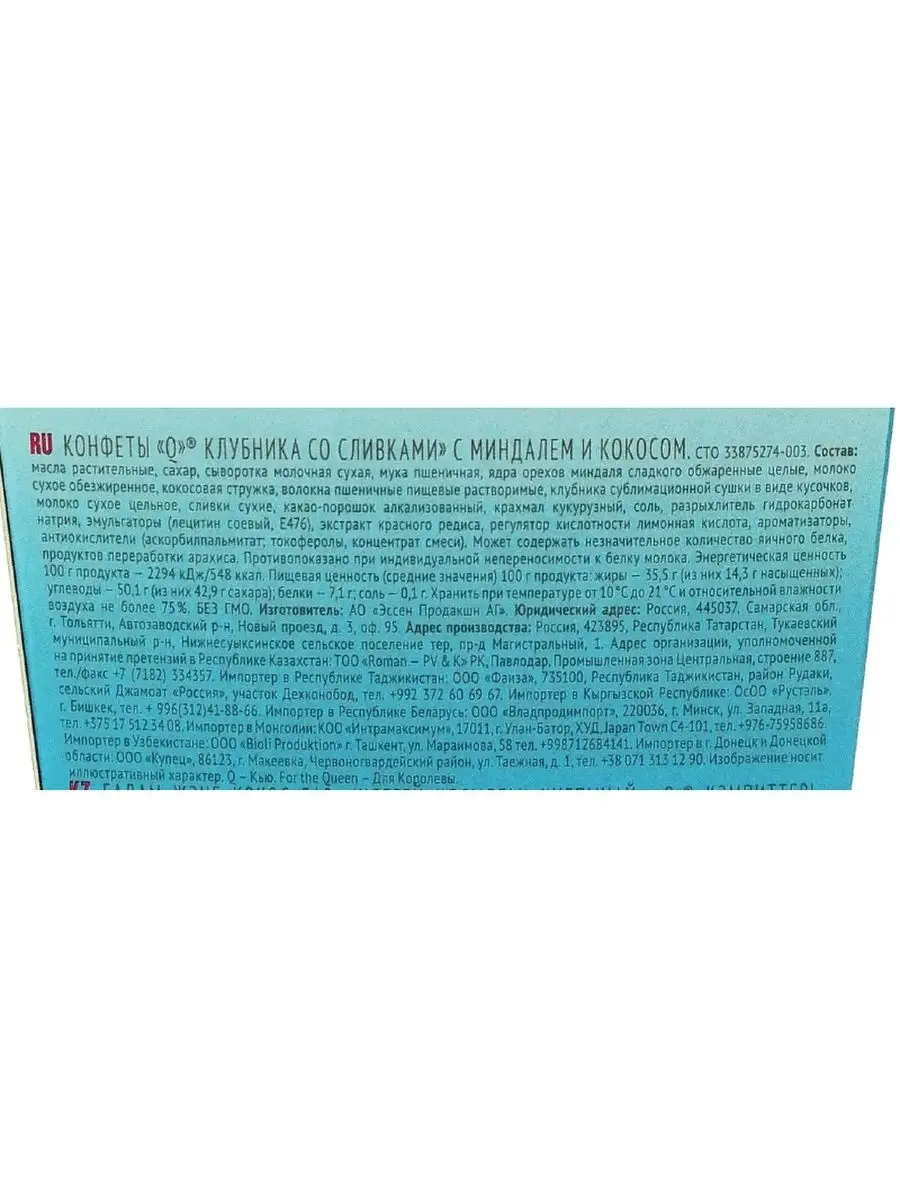 RU КОНФЕТЫ «Q»® КЛУБНИКА СО СЛИВКАМИ» С МИНДАЛЕМ И КОКОСОМ. СТО 33875274-003. Состав:
масла растительные, сахар, сыворотка молочная сухая, мука пшеничная, ядра орехов миндаля сладкого обжаренные целые, молоко
сухое обезжиренное, кокосовая стружка, волокна пшеничные пищевые растворимые, клубника сублимационной сушки в виде кусочков,
молоко сухое цельное, сливки сухие, какао-порошок алкализованный, крахмал кукурузный, соль, разрыхлитель гидрокарбонат
натрия, эмульгаторы (лецитин соевый, Е476), экстракт красного редиса, регулятор кислотности лимонная кислота, ароматизаторы,
антиокислители (аскорбилпальмитат; токоферолы, концентрат смеси). Может содержать незначительное количество яичного белка,
продуктов переработки арахиса. Противопоказано при индивидуальной непереносимости к белку молока. Энергетическая ценность
100 г продукта – 2294 кДж/548 ккал. Пищевая ценность (средние значения) 100 г продукта: жиры – 35,5 г (из них 14,3 г насыщенных);
углеводы – 50,1 г (из них 42,9 г сахара); белки – 7,1 г; соль – 0,1 г. Хранить при температуре от 10°С до 21°С и относительной влажности
воздуха не более 75%. БЕЗ ГМО. Изготовитель: АО «Эссен Продакшн АГ». Юридический адрес: Россия, 445037, Самарская обл.,
г. Тольятти, Автозаводский р-н, Новый проезд, д. 3, оф. 95. Адрес производства: Россия, 423895, Республика Татарстан, Тукаевский
муниципальный р-н, Нижнесуыксинское сельское поселение тер, пр-д Магистральный, 1. Адрес организации, уполномоченной
на принятие претензий в Республике Казахстан: ТОО «Roman – PV & K» РК, Павлодар, Промышленная зона Центральная, строение 887,
тел./факс +7 (7182) 334357. Импортер в Республике Таджикистан: ООО «Фаиза», 735100, Республика Таджикистан, район Рудаки,
сельский Джамоат «Россия», участок Дехконобод, тел. +992 372 60 69 67. Импортер в Кыргызской Республике: ОсОО «Рустэль»,
г. Бишкек, тел. + 996(312)41-88-66. Импортер в Республике Беларусь: ООО «Владпродимпорт», 220036, г. Минск, ул. Западная, 11а,
тел. +375 17 512 34 08. Импортер в Монголии: КОО «Интрамаксимум», 17011, г. Улан-Батор, ХУД, Japan Town C4-101, тел. +976-75958686.
Импортер в Узбекистане: ООО «Bioli Produktion» г. Ташкент, ул. Мараимова, 58 тел. +998712684141. Импортер в г. Донецк и Донецкой
области: ООО «Купец», 86123, г. Макеевка, Червоногвардейский район, ул. Таежная, д. 1, тел. +38 071 313 12 90. Изображение носит
иллюстративный характер. Q – Кью. For the Queen – Для Королевы.
KZ